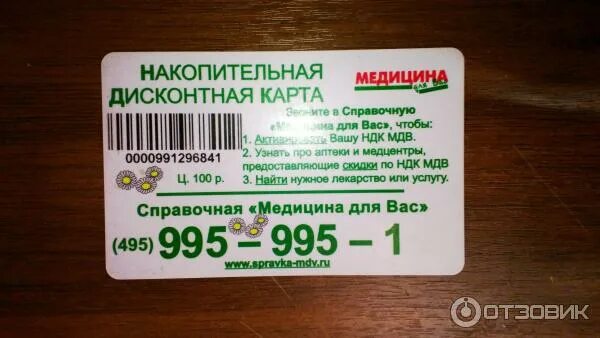 НАКОПИТЕЛЬНАЯ
ДИСКОНТНАЯ КАРТА
МЕДИЦИНА
ДЛЯ ВАС
0000991296841
Ц. 100 р.
Звоните в Справочную
«Медицина для Вас», чтобы:
1. Активировать Вашу НДК МДВ.
2. Узнать про аптеки и медцентры,
предоставляющие скидки по НДК МДВ
3. Найти нужное лекарство или услугу.
Справочная «Медицина для Вас»
(495) 995 – 995 – 1
www.spravka-mdv.ru
ОТЗОВИК